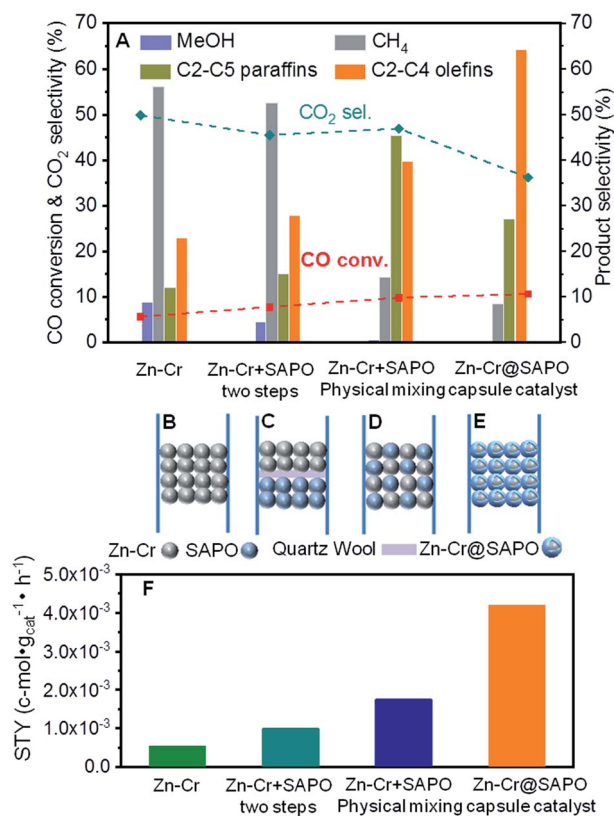 A
MeOH
CH4
C2-C5 paraffins
C2-C4 olefins
CO2 sel.
CO conv.
CO conversion & CO2 selectivity (%)
70
60
50
40
30
20
10
0
Product selectivity (%)
70
60
50
40
30
20
10
0
Zn-Cr
Zn-Cr+SAPO
two steps
Zn-Cr+SAPO
Physical mixing
Zn-Cr@SAPO
capsule catalyst
B
C
D
E
Zn-Cr SAPO Quartz Wool Zn-Cr@SAPO
F
STY (c-mol•gcat-1• h-1)
5.0x10-3
4.0x10-3
3.0x10-3
2.0x10-3
1.0x10-3
0.0
Zn-Cr
Zn-Cr+SAPO
two steps
Zn-Cr+SAPO
Physical mixing
Zn-Cr@SAPO
capsule catalyst